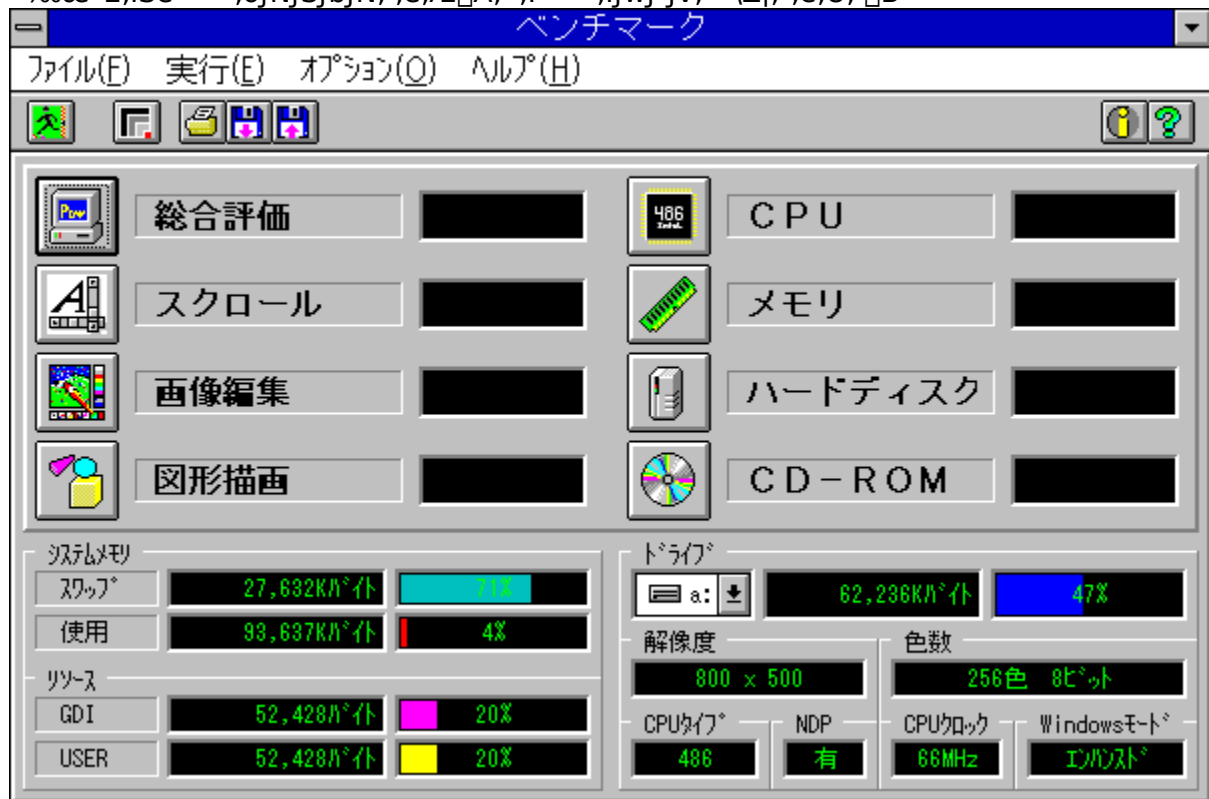 ベンチマーク
ﾌｧｲﾙ(F) 実行(E) ｵﾌﾟｼｮﾝ(O) ﾍﾙﾌﾟ(H)
総合評価
CPU
486
Intel
スクロール
メモリ
画像編集
ハードディスク
図形描画
CD-ROM
ｼｽﾃﾑﾒﾓﾘ
ｽﾜｯﾌﾟ 27,632Kﾊﾞｲﾄ 71%
使用 93,637Kﾊﾞｲﾄ 4%
ﾘｿｰｽ
GDI 52,428ﾊﾞｲﾄ 20%
USER 52,428ﾊﾞｲﾄ 20%
ﾄﾞﾗｲﾌﾞ
a: 62,236Kﾊﾞｲﾄ 47%
解像度 色数
800 × 500 256色 8ﾋﾞｯﾄ
CPUﾀｲﾌﾟ NDP CPUｸﾛｯｸ Windowsﾓｰﾄﾞ
486 有 66MHz ｴﾝﾊﾝｽﾄﾞ